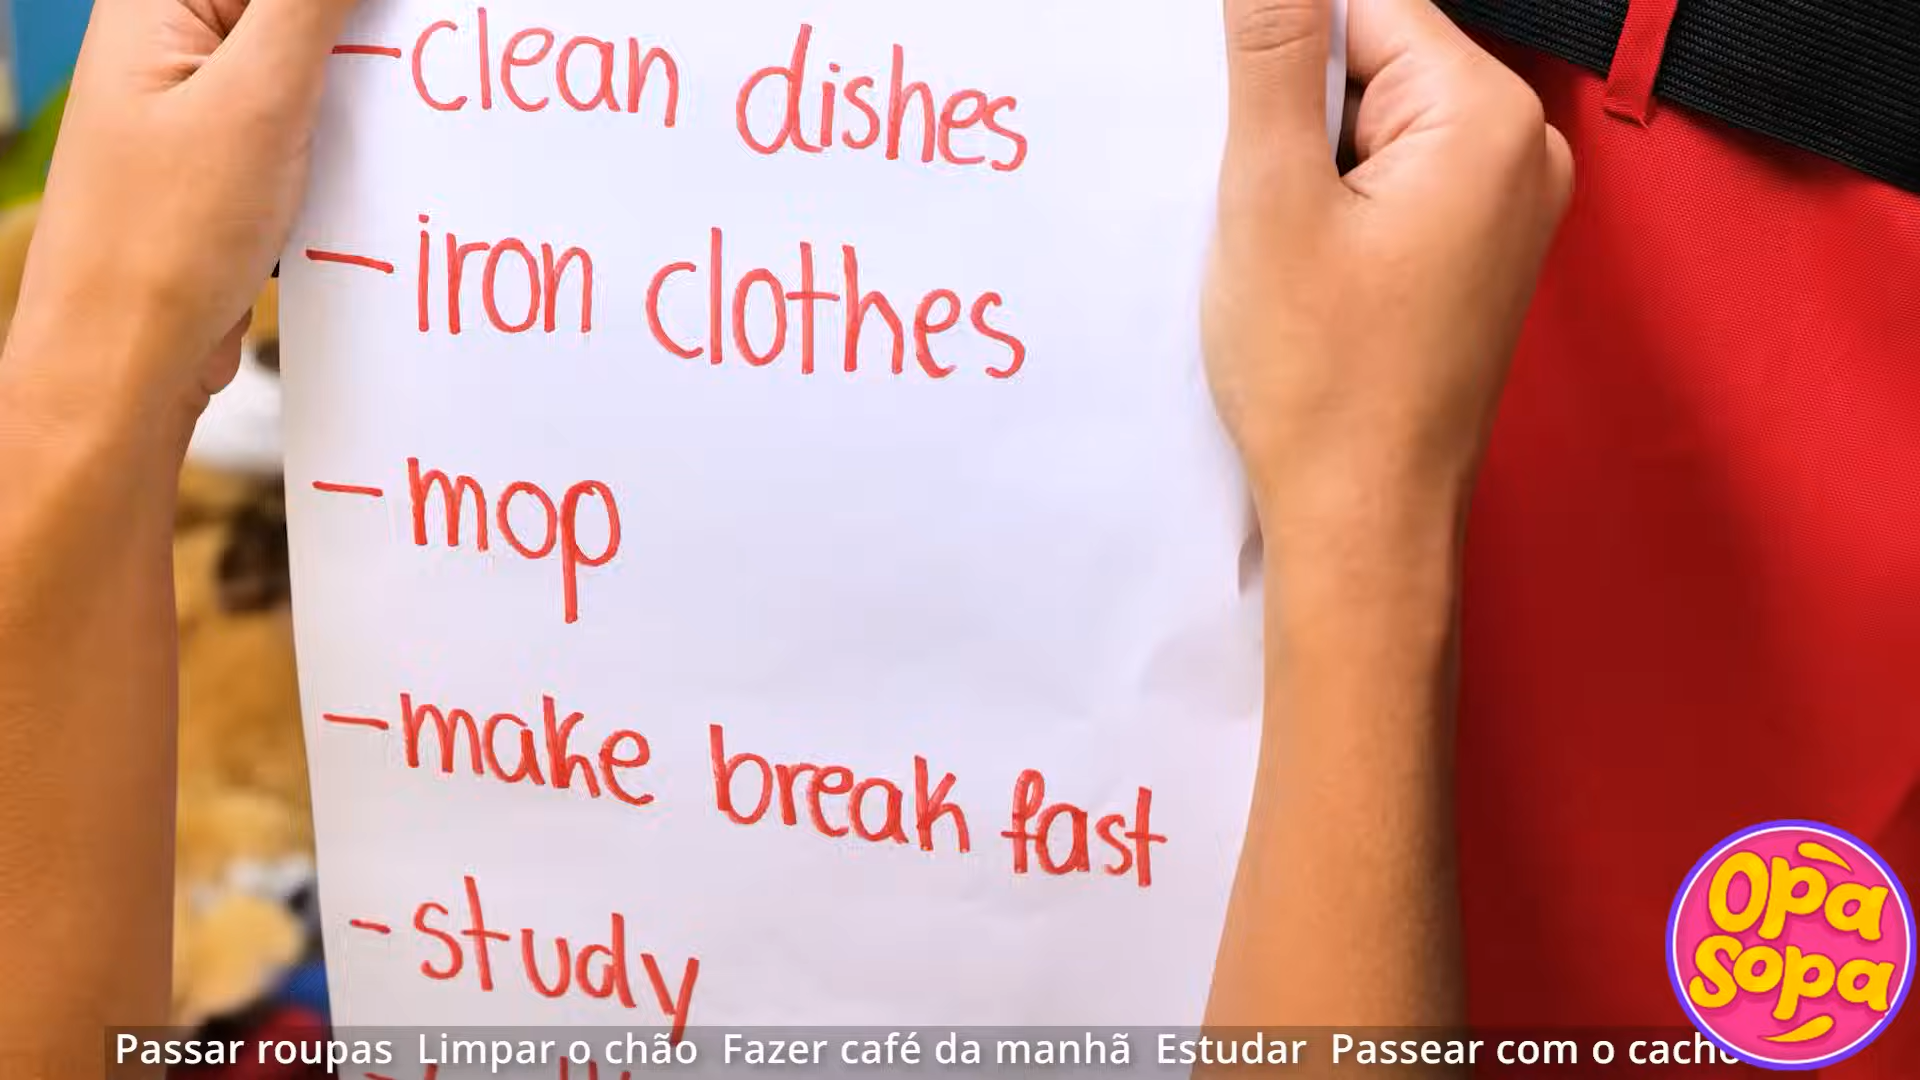 -clean dishes
-iron clothes
-mop
-make break fast
-study
Passar roupas Limpar o chão Fazer café da manhã Estudar Passear com o cacho
Opa
Sopa